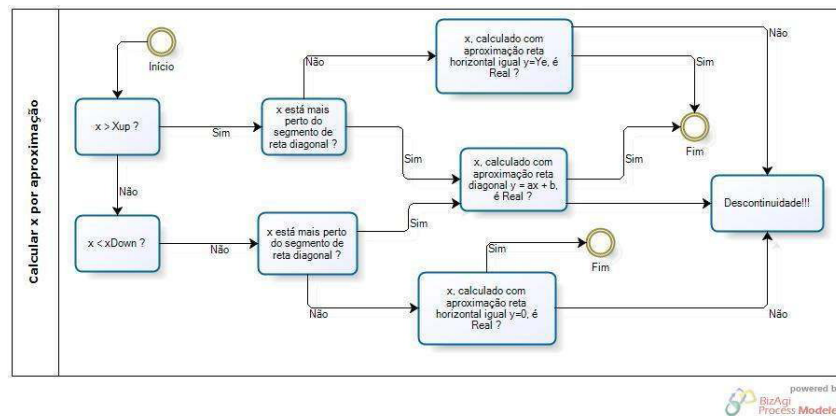 Calcular x por aproximação
Início
x > Xup ?
Sim
Não
x está mais
perto do
segmento de
reta diagonal ?
Não
Sim
x, calculado com
aproximação reta
horizontal igual y=Ye, é
Real ?
Não
Sim
Fim
x, calculado com
aproximação reta
diagonal y = ax + b,
é Real ?
Sim
Descontinuidade!!!
x < xDown ?
Não
x está mais perto
do segmento de
reta diagonal ?
Sim
Não
x, calculado com
aproximação reta
horizontal igual y=0, é
Real ?
Sim
Fim
Não
powered b
BizAgi
Process Modele